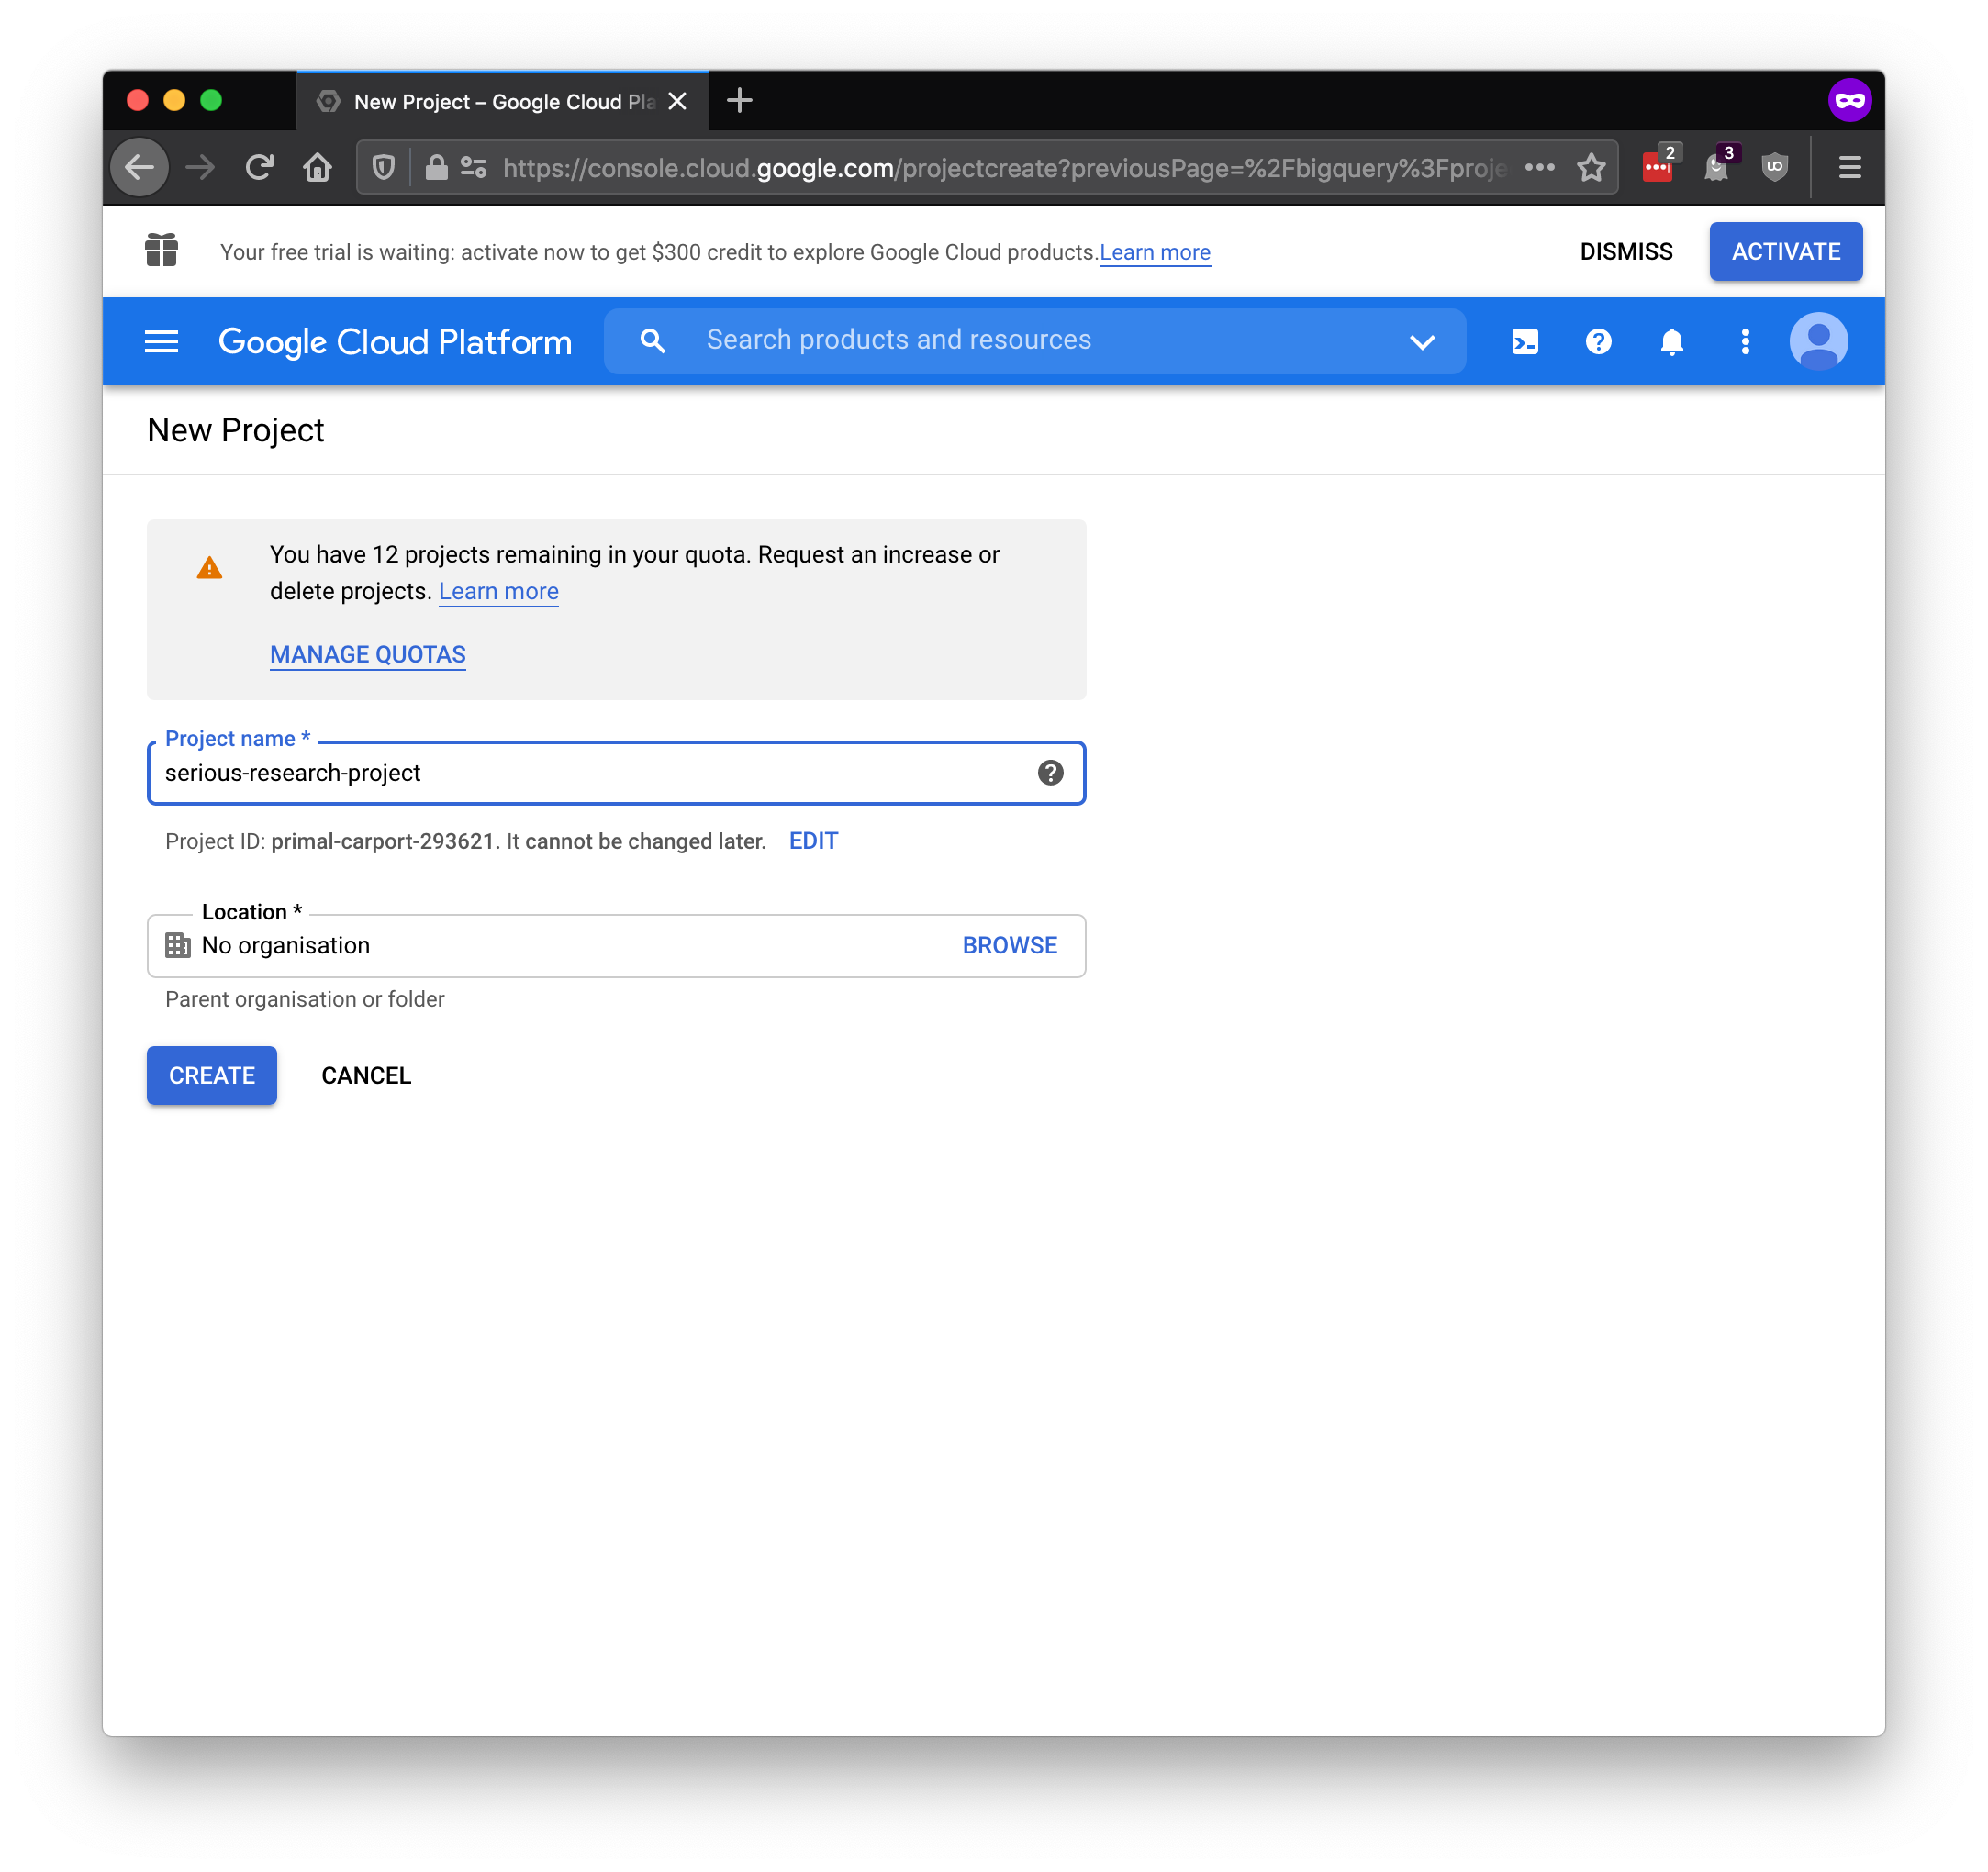 New Project – Google Cloud Pla
https://console.cloud.google.com/projectcreate?previousPage=%2Fbigquery%3Fproje
2
3
Your free trial is waiting: activate now to get $300 credit to explore Google Cloud products.Learn more
DISMISS
ACTIVATE
Google Cloud Platform
Search products and resources
New Project
You have 12 projects remaining in your quota. Request an increase or
delete projects. Learn more
MANAGE QUOTAS
Project name *
serious-research-project
Project ID: primal-carport-293621. It cannot be changed later. EDIT
Location *
No organisation
BROWSE
Parent organisation or folder
CREATE
CANCEL